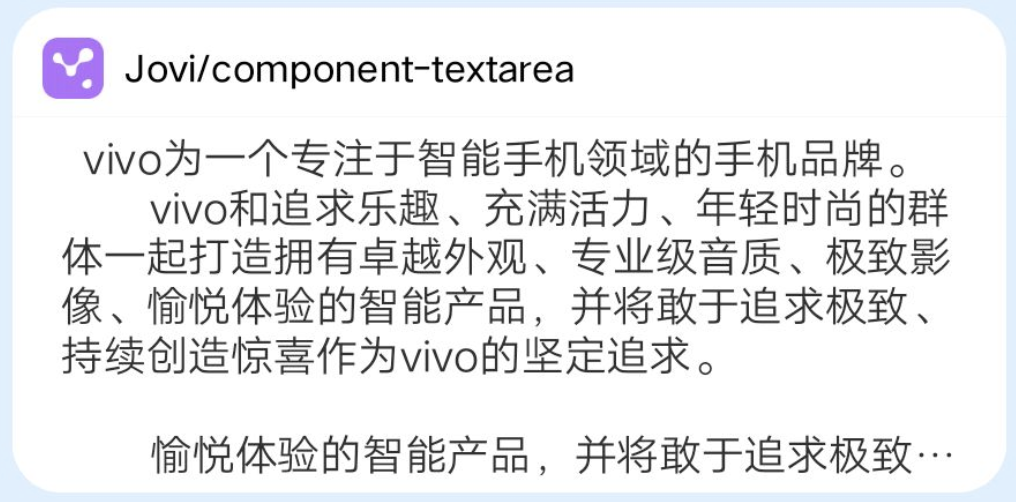 Jovi/component-textarea
vivo为一个专注于智能手机领域的手机品牌。
vivo和追求乐趣、充满活力、年轻时尚的群
体一起打造拥有卓越外观、专业级音质、极致影
像、愉悦体验的智能产品，并将敢于追求极致、
持续创造惊喜作为vivo的坚定追求。
愉悦体验的智能产品，并将敢于追求极致…